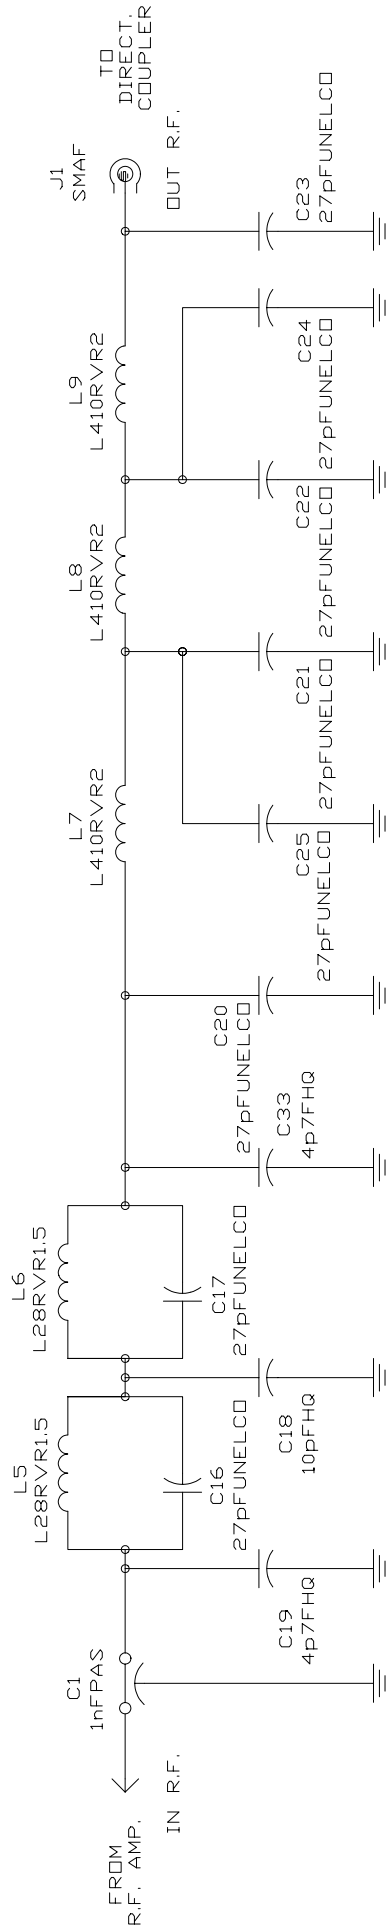 FROM
R.F. AMP.
IN R.F.
C1
1nFPAS
C19
4p7FHQ
L5
L28RVR1.5
C16
27pFUNELCO
C18
10pFHQ
L6
L28RVR1.5
C17
27pFUNELCO
C33
4p7FHQ
C20
27pFUNELCO
L7
L410RVR2
C25
27pFUNELCO
C21
27pFUNELCO
L8
L410RVR2
C22
27pFUNELCO
L9
L410RVR2
C24
27pFUNELCO
C23
27pFUNELCO
J1
SMAF
OUT R.F.
TO
DIRECT.
COUPLER